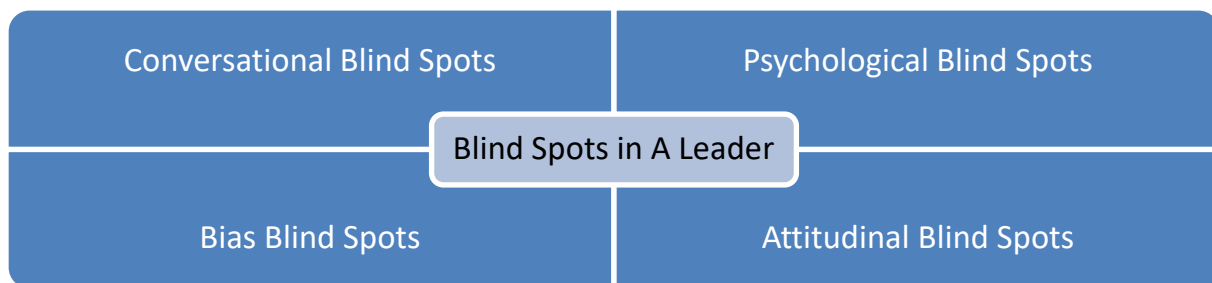 Conversational Blind Spots
Psychological Blind Spots
Blind Spots in A Leader
Bias Blind Spots
Attitudinal Blind Spots